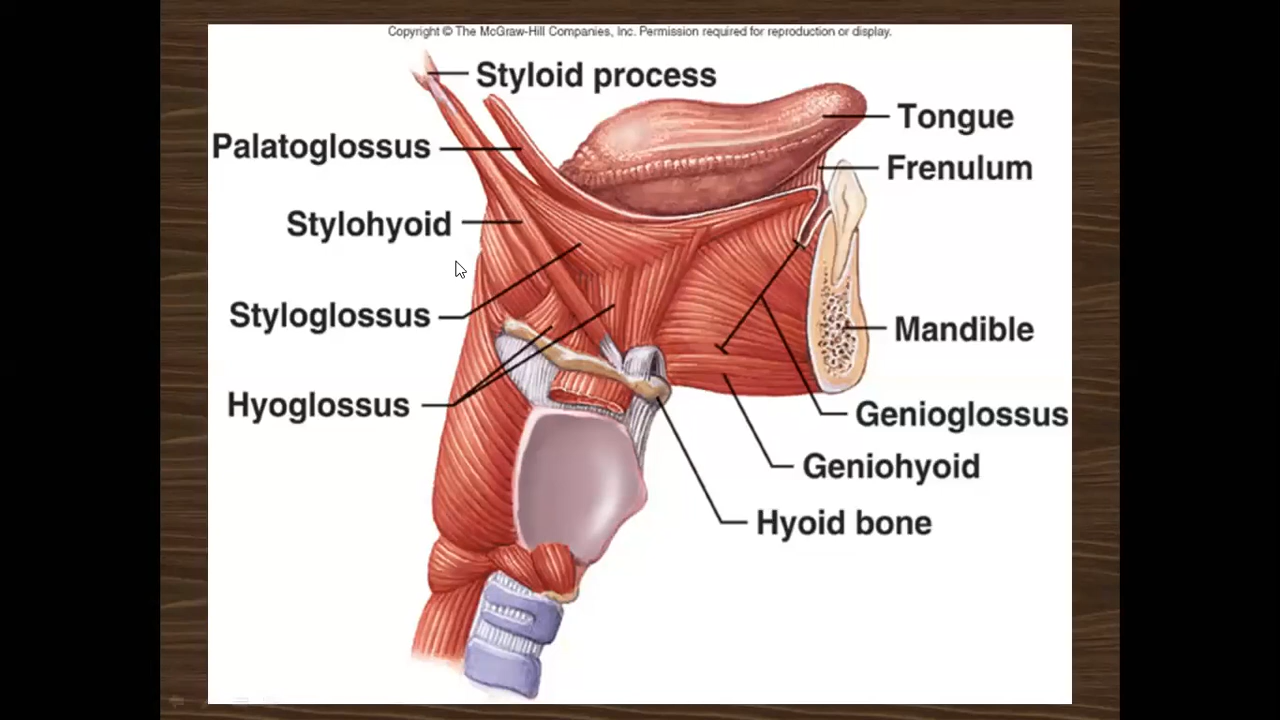 Copyright © The McGraw-Hill Companies, Inc. Permission required for reproduction or display.
Styloid process
Tongue
Palatoglossus
Frenulum
Stylohyoid
Styloglossus
Mandible
Hyoglossus
Genioglossus
Geniohyoid
Hyoid bone